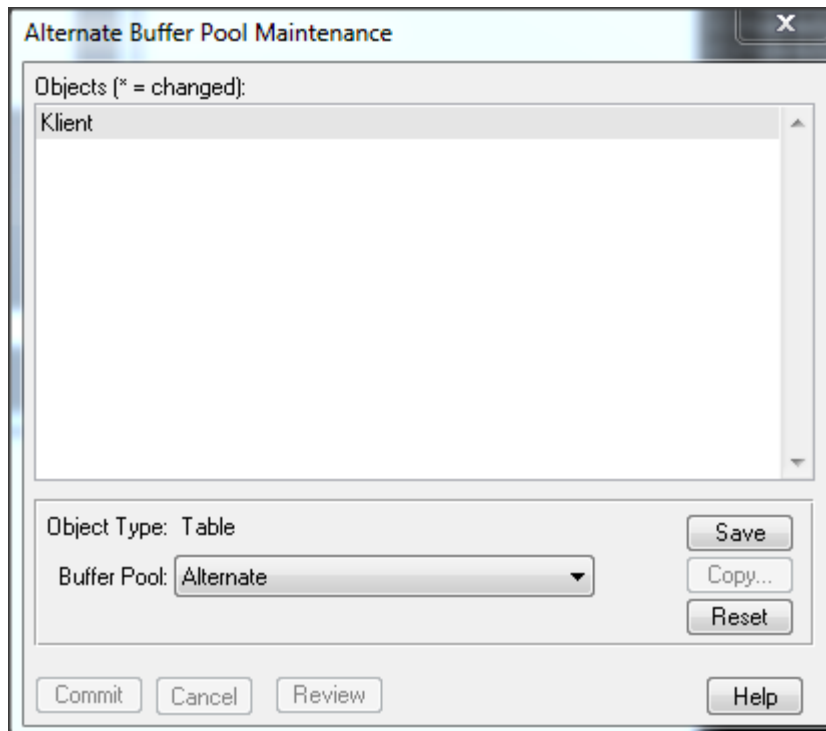 Alternate Buffer Pool Maintenance
Objects (* = changed):
Klient
Object Type: Table
Save
Buffer Pool: Alternate
Copy...
Reset
Commit Cancel Review Help